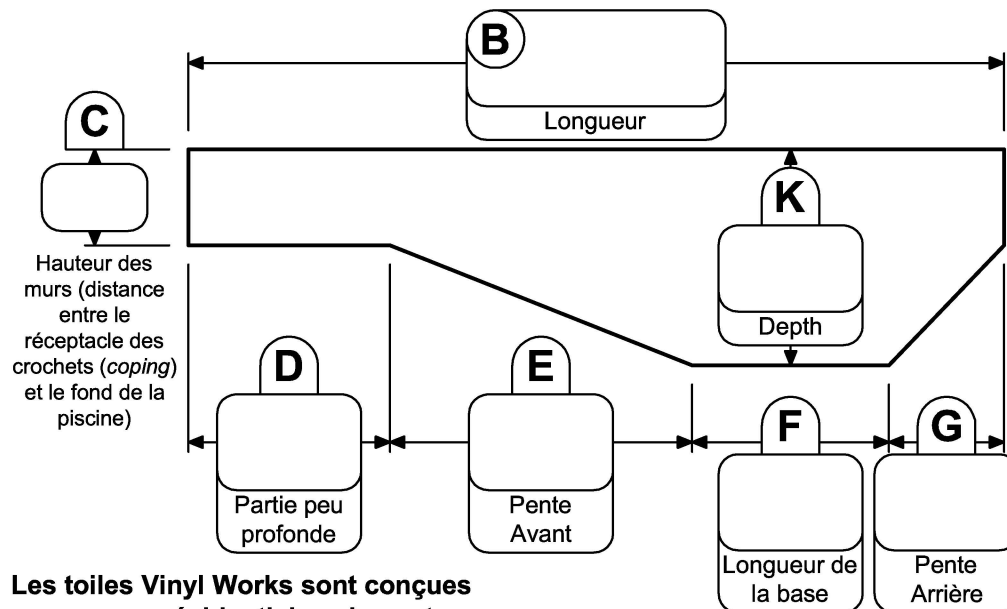 B
Longueur
C
Hauteur des
murs (distance
entre le
réceptacle des
crochets (coping)
et le fond de la
piscine)
K
Depth
D
Partie peu
profonde
E
Pente
Avant
F
Longueur de
la base
G
Pente
Arrière
Les toiles Vinyl Works sont conçues